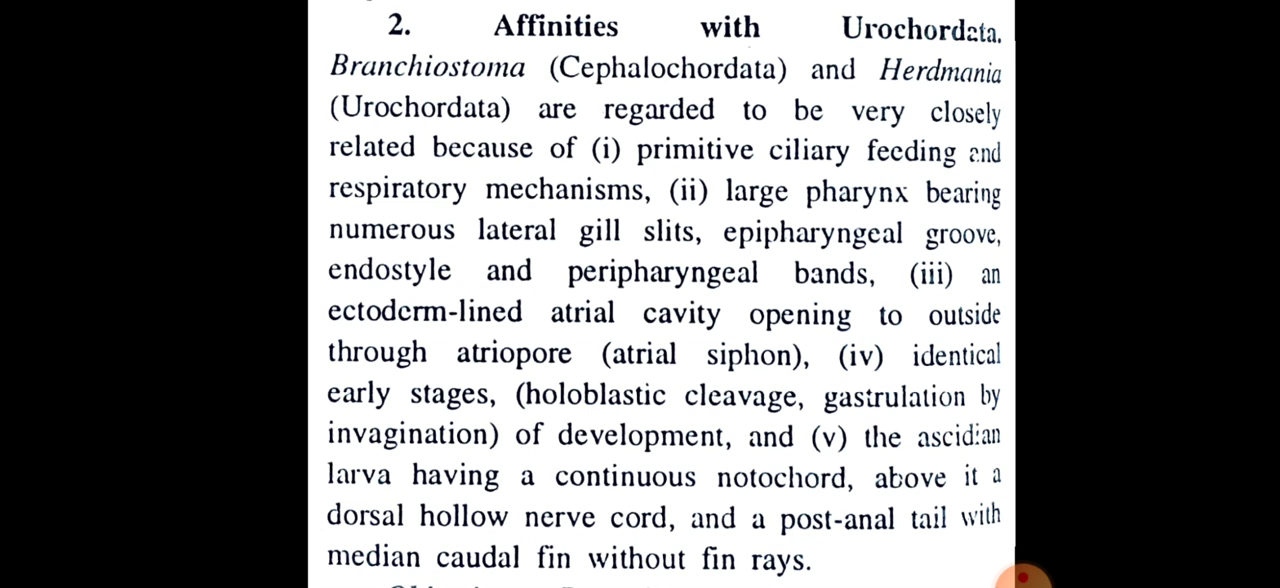 2. Affinities with Urochordata.
Branchiostoma (Cephalochordata) and Herdmania
(Urochordata) are regarded to be very closely
related because of (i) primitive ciliary feeding and
respiratory mechanisms, (ii) large pharynx bearing
numerous lateral gill slits, epipharyngeal groove,
endostyle and peripharyngeal bands, (iii) an
ectoderm-lined atrial cavity opening to outside
through atriopore (atrial siphon), (iv) identical
early stages, (holoblastic cleavage, gastrulation by
invagination) of development, and (v) the ascidian
larva having a continuous notochord, above it a
dorsal hollow nerve cord, and a post-anal tail with
median caudal fin without fin rays.